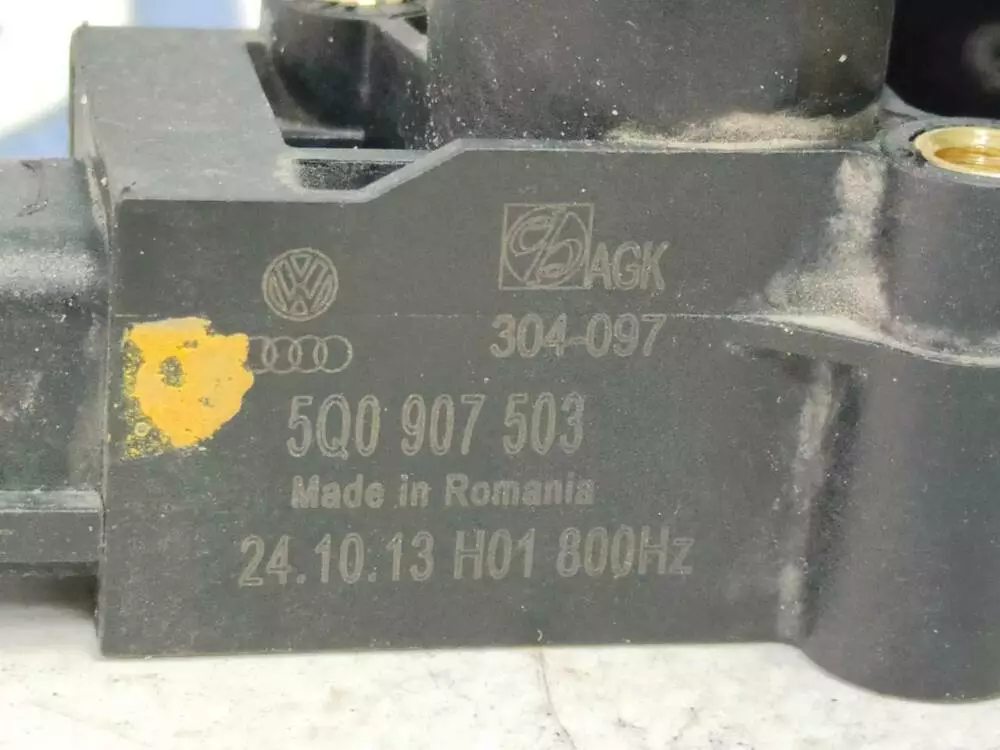 AGK
304-097
5Q0 907 503
Made in Romania
24.10.13 H01 800Hz